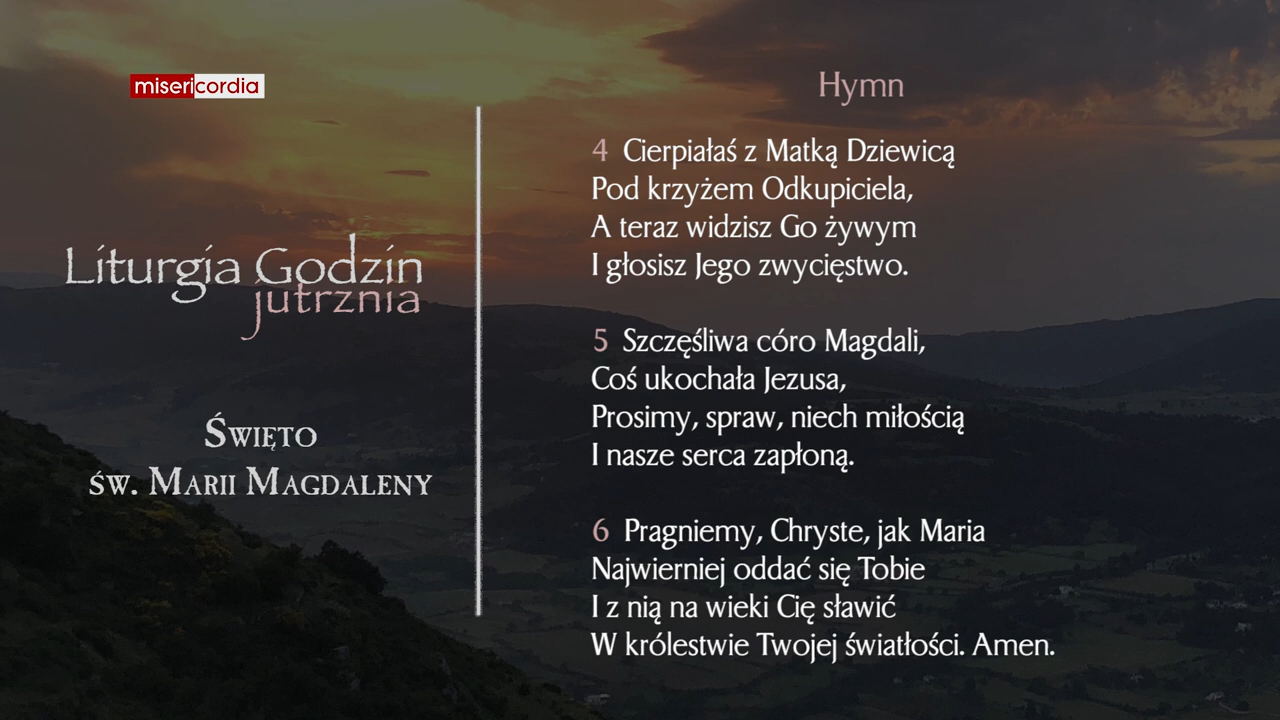 misericordia
Liturgia Godzin
jutrznia
Święto
św. Marii Magdaleny
Hymn
4 Cierpiałaś z Matką Dziewicą
Pod krzyżem Odkupiciela,
A teraz widzisz Go żywym
I głosisz Jego zwycięstwo.
5 Szczęśliwa córo Magdali,
Coś ukochała Jezusa,
Prosimy, spraw, niech miłością
I nasze serca zapłoną.
6 Pragniemy, Chryste, jak Maria
Najwierniej oddać się Tobie
I z nią na wieki Cię sławić
W królestwie Twojej światłości. Amen.